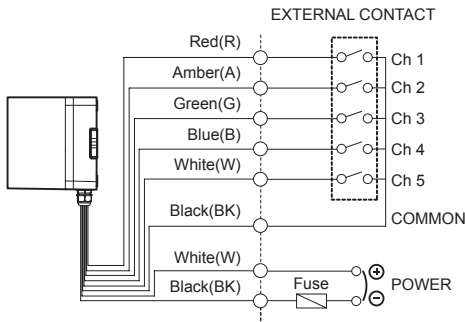 EXTERNAL CONTACT
Red(R)
Ch 1
Amber(A)
Ch 2
Green(G)
Ch 3
Blue(B)
Ch 4
White(W)
Ch 5
Black(BK)
COMMON
White(W)
+
Black(BK)
Fuse
POWER
−